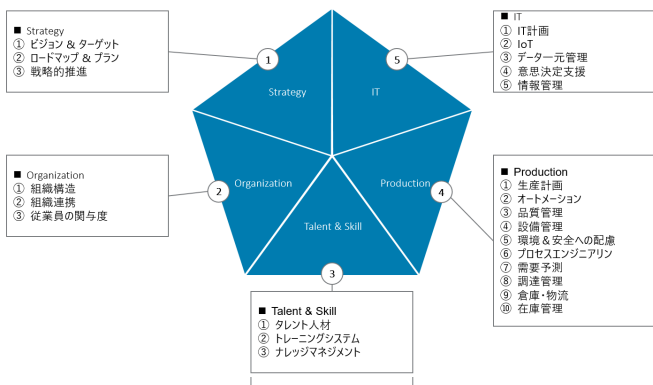 ■ Strategy
① ビジョン & ターゲット
② ロードマップ & プラン
③ 戦略的推進
■ IT
① IT計画
② IoT
③ データ一元管理
④ 意思決定支援
⑤ 情報管理
1
5
Strategy
IT
■ Organization
① 組織構造
② 組織連携
③ 従業員の関与度
2
Organization
Production
4
Talent & Skill
3
■ Production
① 生産計画
② オートメーション
③ 品質管理
④ 設備管理
⑤ 環境&安全への配慮
⑥ プロセスエンジニアリン
⑦ 需要予測
⑧ 調達管理
⑨ 倉庫・物流
⑩ 在庫管理
■ Talent & Skill
① タレント人材
② トレーニングシステム
③ ナレッジマネジメント